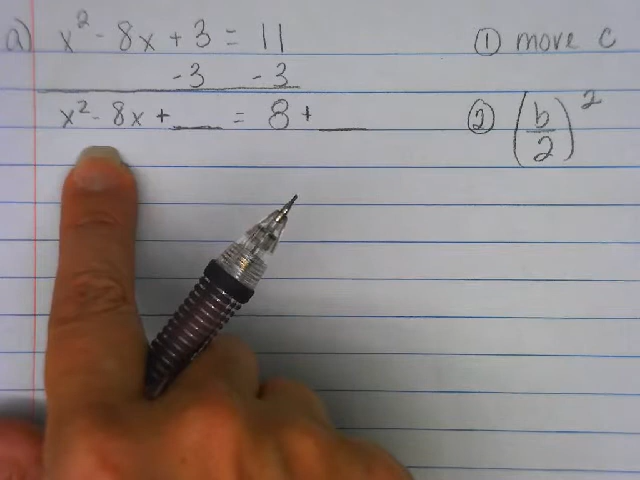 a) x² - 8x + 3 = 11
-3 -3
x² - 8x + ___ = 8 + ___
① move c
② (b/2)²